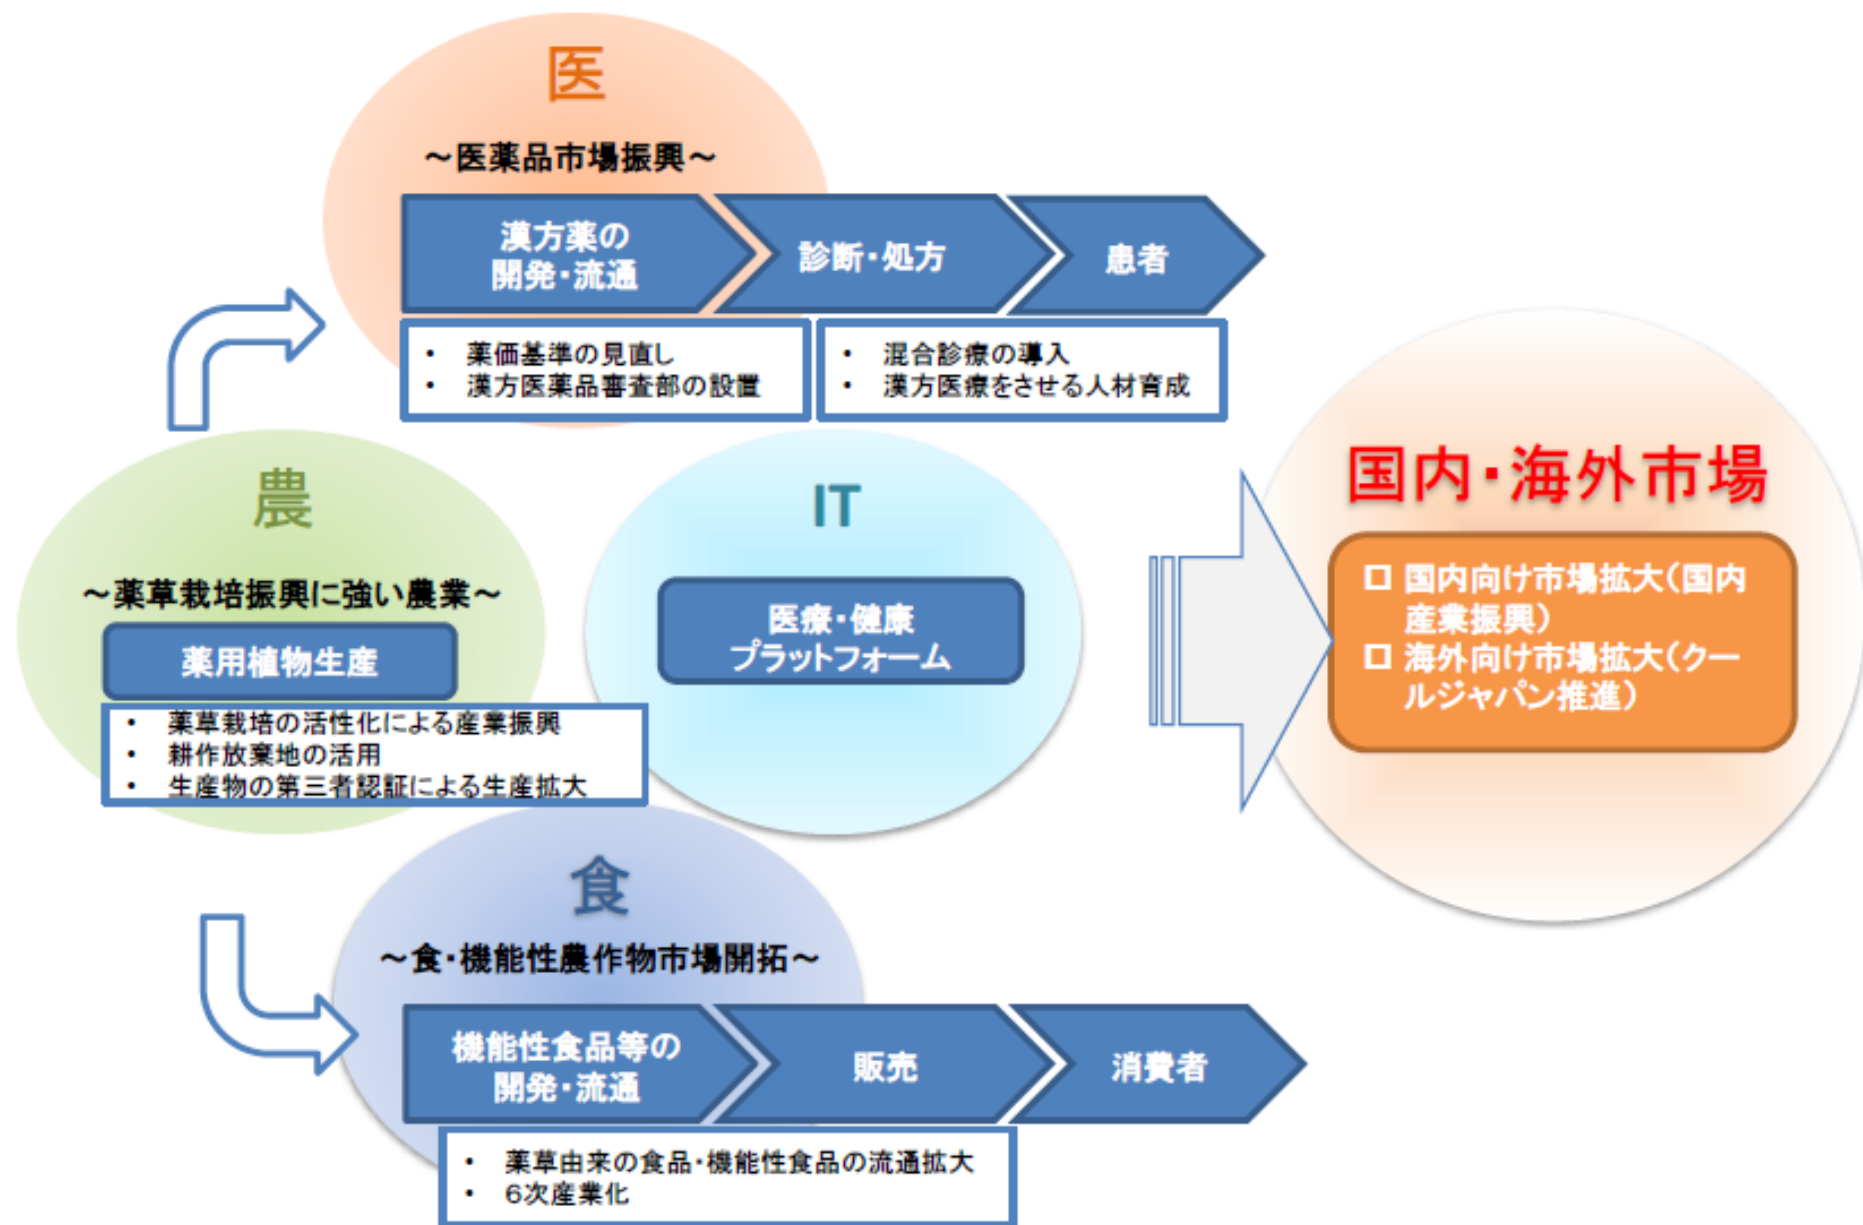 医
～医薬品市場振興～
漢方薬の
開発・流通
診断・処方
患者
・ 薬価基準の見直し
・ 漢方医薬品審査部の設置
・ 混合診療の導入
・ 漢方医療をさせる人材育成
農
～薬草栽培振興に強い農業～
薬用植物生産
・ 薬草栽培の活性化による産業振興
・ 耕作放棄地の活用
・ 生産物の第三者認証による生産拡大
IT
医療・健康
プラットフォーム
国内・海外市場
□ 国内向け市場拡大（国内
産業振興）
□ 海外向け市場拡大（クー
ルジャパン推進）
食
～食・機能性農作物市場開拓～
機能性食品等の
開発・流通
販売
消費者
・ 薬草由来の食品・機能性食品の流通拡大
・ 6次産業化